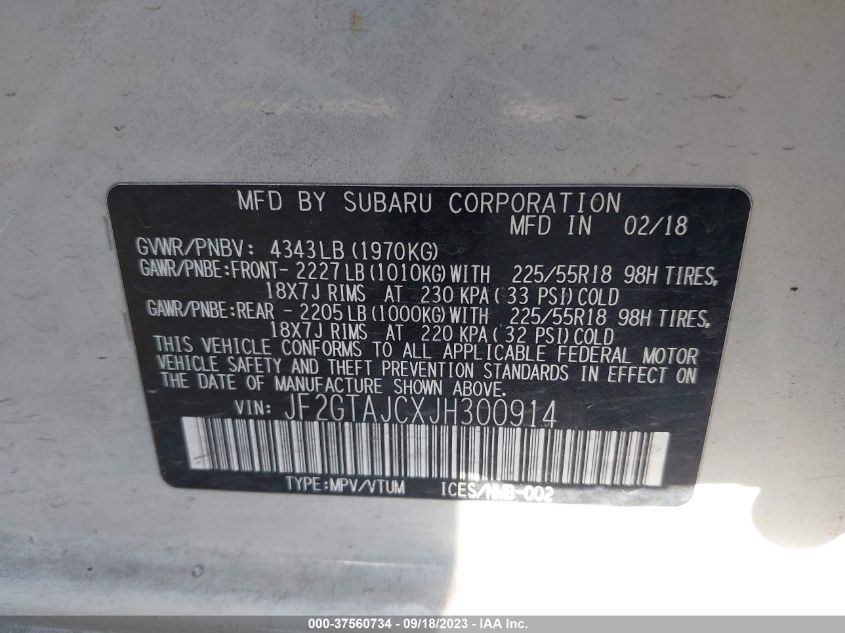 MFD BY SUBARU CORPORATION
MFD IN 02/18
GVWR/PNBV: 4343LB(1970KG)
GAWR/PNBE:FRONT- 2227LB(1010KG)WITH 225/55R18 98H TIRES,
18X7J RIMS AT 230 KPA(33 PSI)COLD
GAWR/PNBE:REAR - 2205LB(1000KG)WITH 225/55R18 98H TIRES,
18X7J RIMS AT 220 KPA(32 PSI)COLD
THIS VEHICLE CONFORMS TO ALL APPLICABLE FEDERAL MOTOR
VEHICLE SAFETY AND THEFT PREVENTION STANDARDS IN EFFECT ON
THE DATE OF MANUFACTURE SHOWN ABOVE.
VIN: JF2GTAJCXJH300914
TYPE:MPV/VTUM ICES/NMB-002
000-37560734 - 09/18/2023 - IAA Inc.